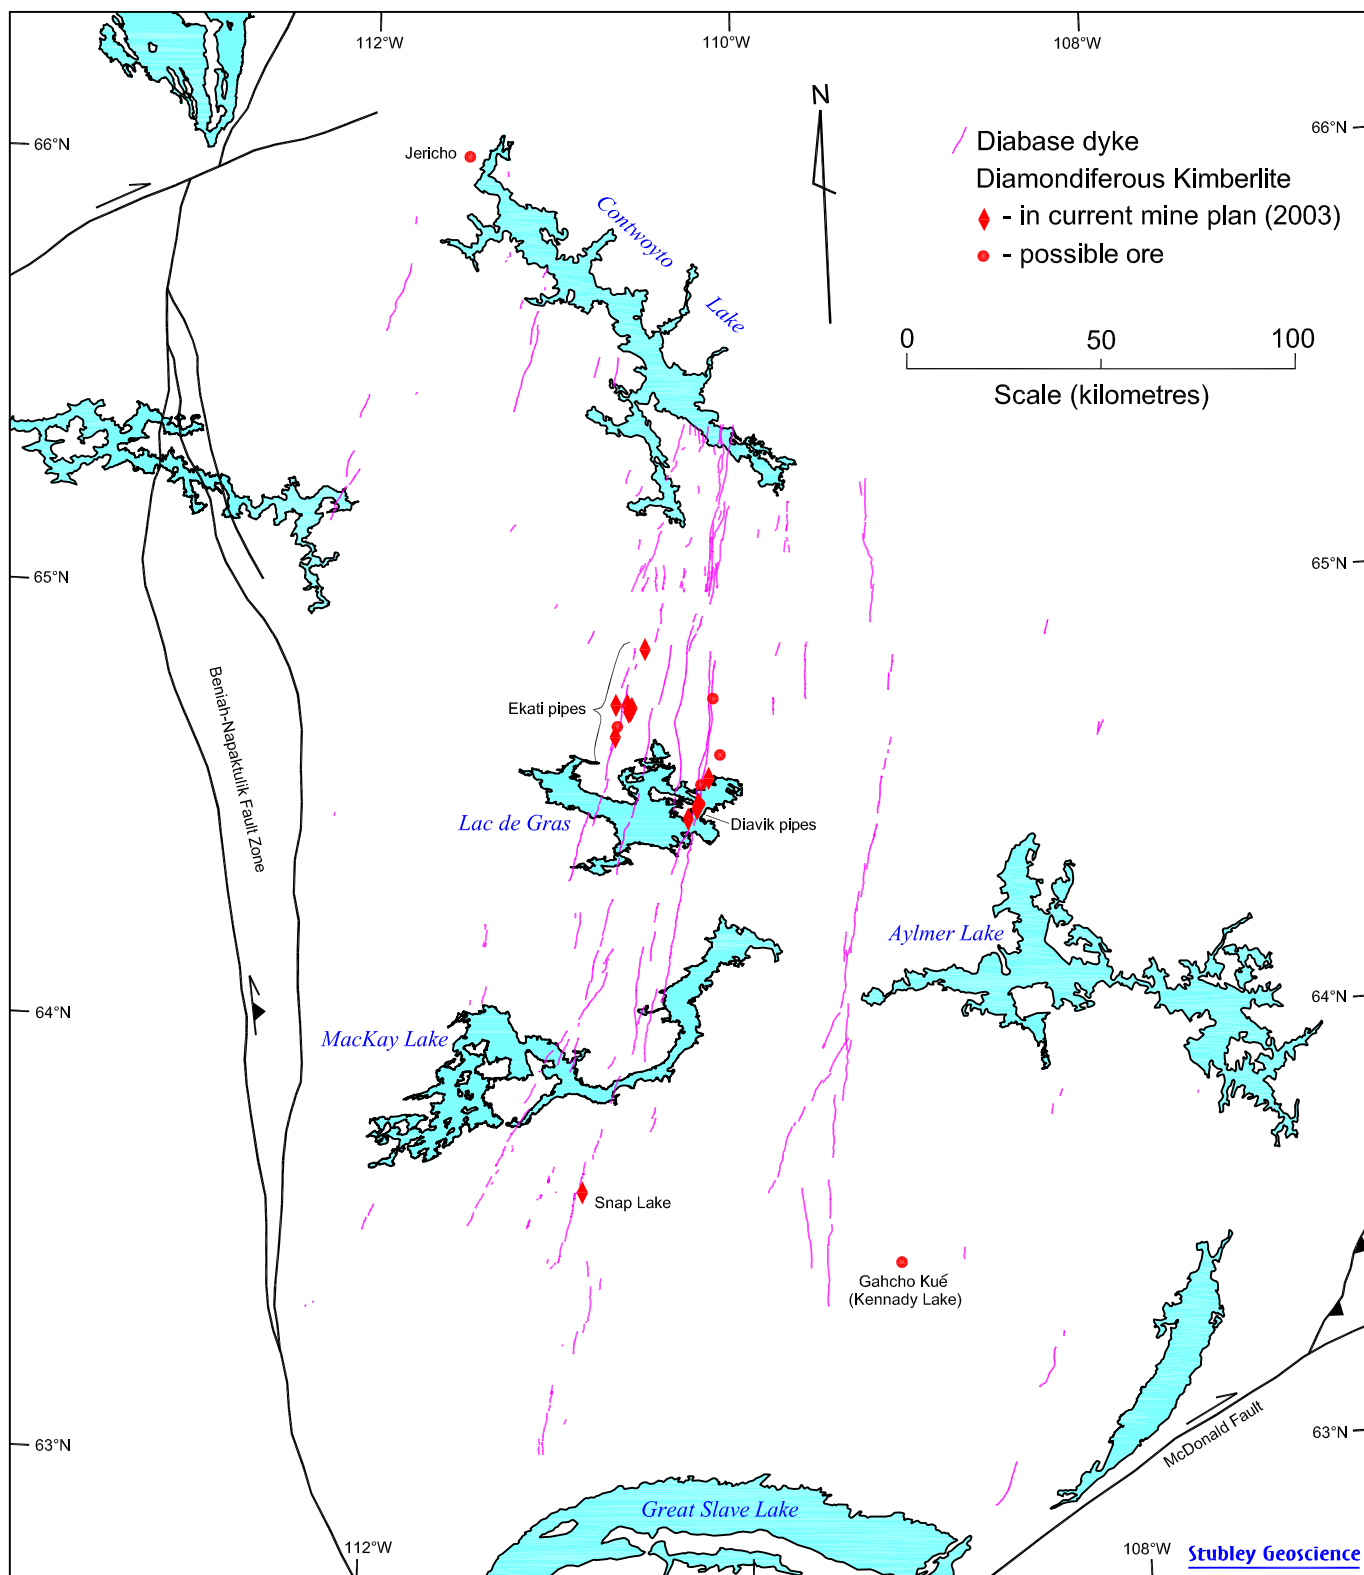 112°W
110°W
108°W
N
66°N
66°N
Diabase dyke
Jericho
Diamondiferous Kimberlite
- in current mine plan (2003)
- possible ore
Contwoyto
Lake
0
50
100
Scale (kilometres)
65°N
65°N
Beniah-Napaktulik Fault Zone
Ekati pipes
Lac de Gras
Diavik pipes
Aylmer Lake
64°N
64°N
MacKay Lake
Snap Lake
Gahcho Kué
(Kennady Lake)
McDonald Fault
63°N
63°N
Great Slave Lake
112°W
108°W
Stubley Geoscience